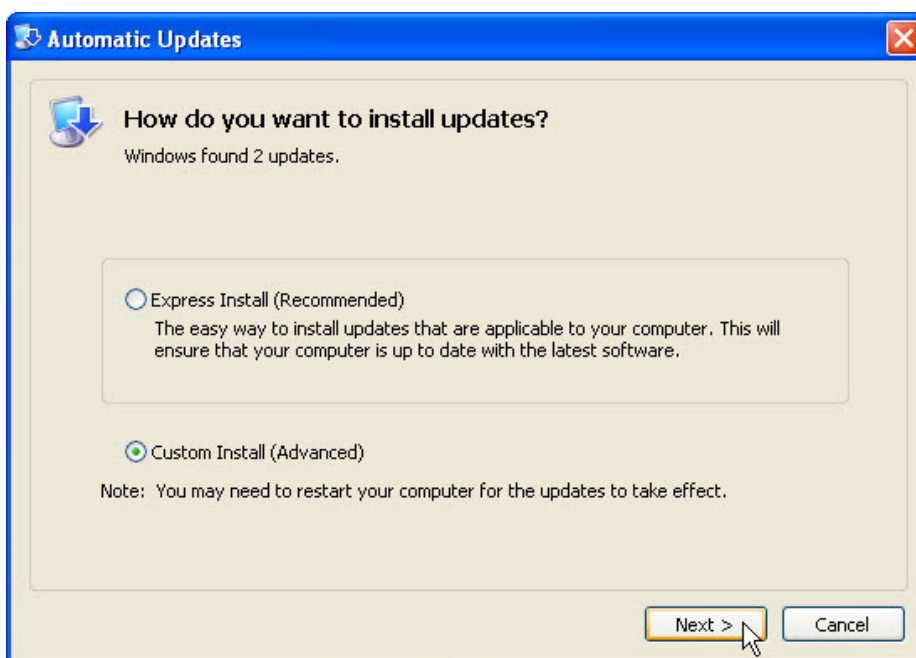 Automatic Updates
How do you want to install updates?
Windows found 2 updates.
Express Install (Recommended)
The easy way to install updates that are applicable to your computer. This will
ensure that your computer is up to date with the latest software.
Custom Install (Advanced)
Note: You may need to restart your computer for the updates to take effect.
Next >
Cancel